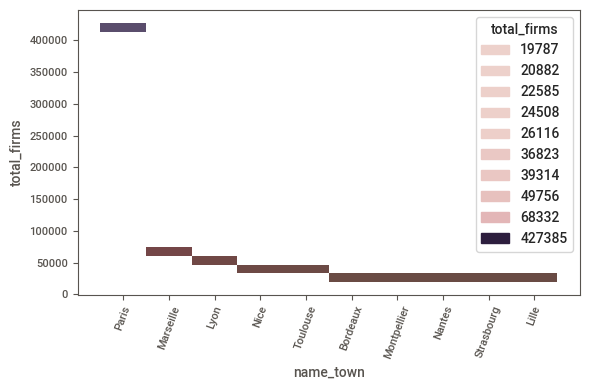 total_firms
19787
20882
22585
24508
26116
36823
39314
49756
68332
427385
total_firms
400000
350000
300000
250000
200000
150000
100000
50000
0
Paris
Marseille
Lyon
Nice
Toulouse
Bordeaux
Montpellier
Nantes
Strasbourg
Lille
name_town